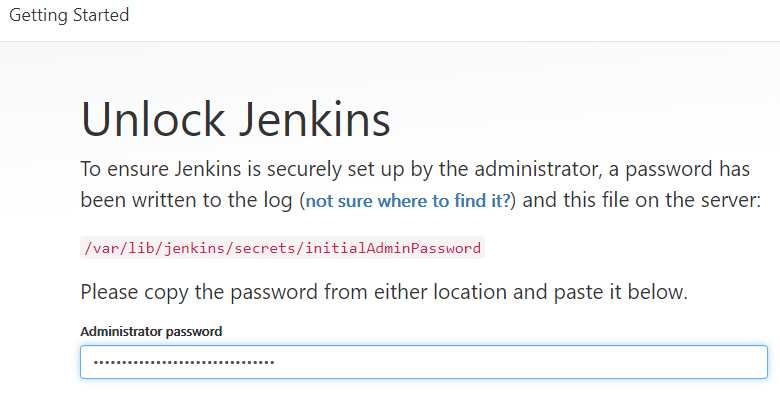 Getting Started
Unlock Jenkins
To ensure Jenkins is securely set up by the administrator, a password has
been written to the log (not sure where to find it?) and this file on the server:
/var/lib/jenkins/secrets/initialAdminPassword
Please copy the password from either location and paste it below.
Administrator password
••••••••••••••••••••••••••••••••